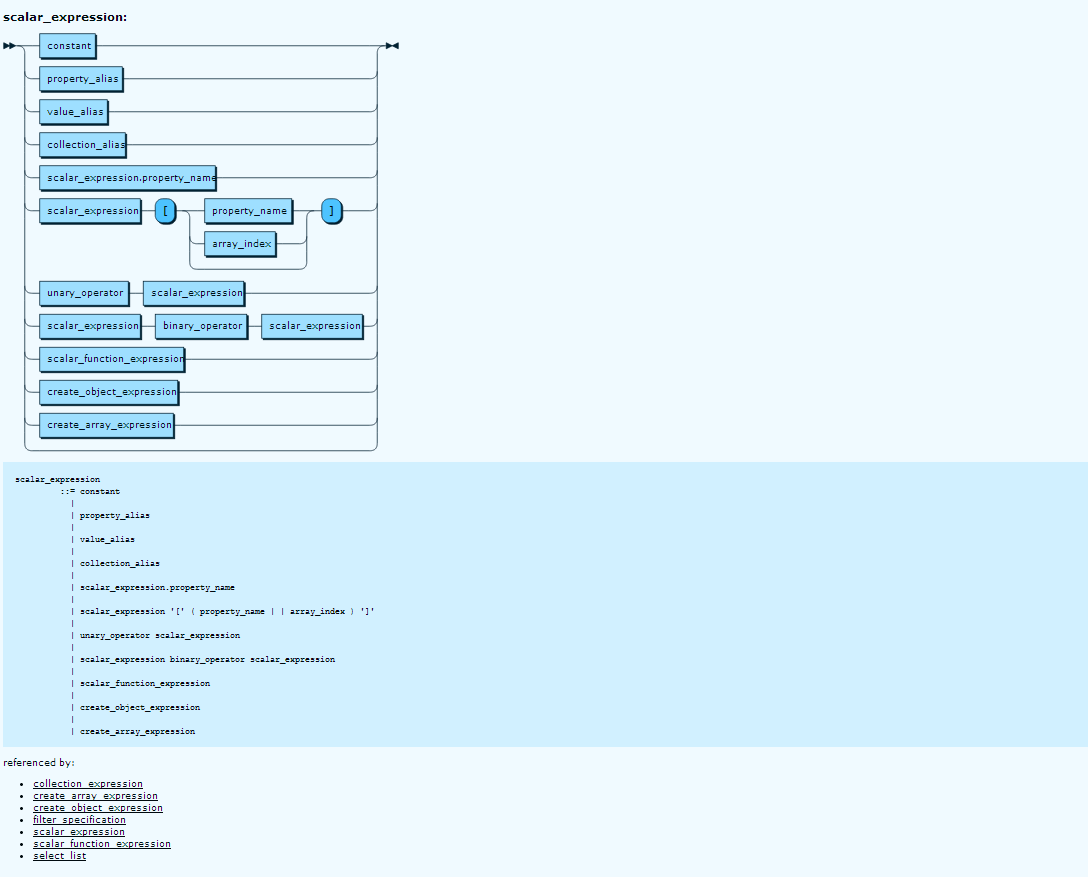 scalar_expression:
constant
property_alias
value_alias
collection_alias
scalar_expression.property_name
scalar_expression [ property_name ]
array_index
unary_operator scalar_expression
scalar_expression binary_operator scalar_expression
scalar_function_expression
create_object_expression
create_array_expression
scalar_expression
::= constant
|
| property_alias
|
| value_alias
|
| collection_alias
|
| scalar_expression.property_name
|
| scalar_expression '[' ( property_name | | array_index ) ']'
|
| unary_operator scalar_expression
|
| scalar_expression binary_operator scalar_expression
|
| scalar_function_expression
|
| create_object_expression
|
| create_array_expression
referenced by:
• collection_expression
• create_array_expression
• create_object_expression
• filter_specification
• scalar_expression
• scalar_function_expression
• select_list